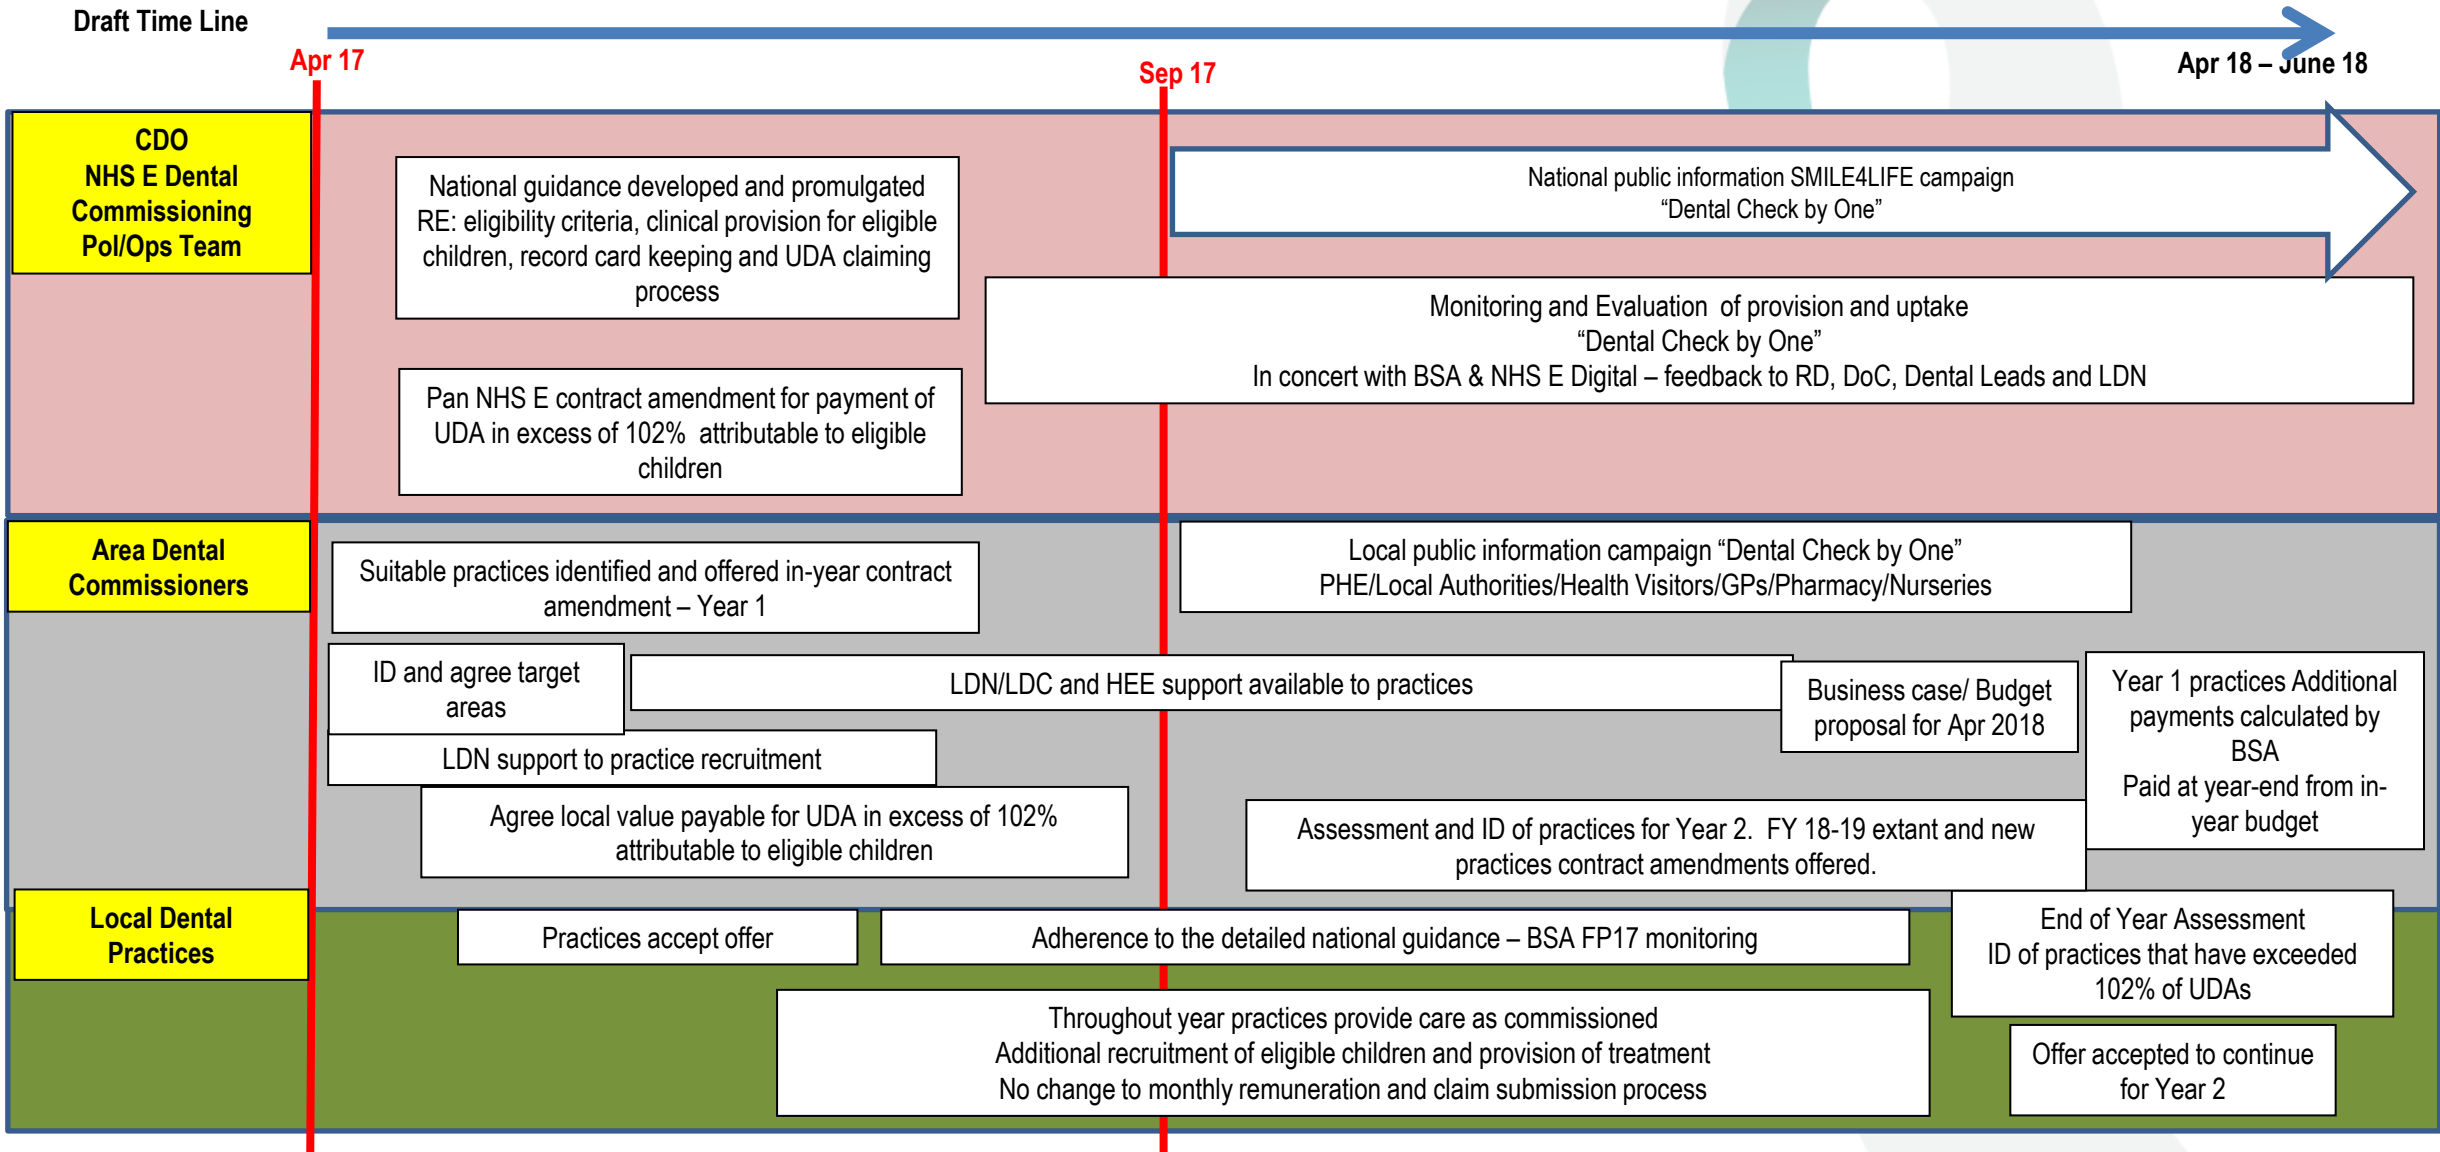 Draft Time Line
Apr 17
Sep 17
Apr 18 – June 18
CDO
NHS E Dental
Commissioning
Pol/Ops Team
National guidance developed and promulgated
RE: eligibility criteria, clinical provision for eligible
children, record card keeping and UDA claiming
process
Pan NHS E contract amendment for payment of
UDA in excess of 102% attributable to eligible
children
National public information SMILE4LIFE campaign
“Dental Check by One”
Monitoring and Evaluation of provision and uptake
“Dental Check by One”
In concert with BSA & NHS E Digital – feedback to RD, DoC, Dental Leads and LDN
Area Dental
Commissioners
Suitable practices identified and offered in-year contract
amendment – Year 1
Local public information campaign “Dental Check by One”
PHE/Local Authorities/Health Visitors/GPs/Pharmacy/Nurseries
ID and agree target
areas
LDN/LDC and HEE support available to practices
Business case/ Budget
proposal for Apr 2018
Year 1 practices Additional
payments calculated by
BSA
Paid at year-end from in-
year budget
LDN support to practice recruitment
Agree local value payable for UDA in excess of 102%
attributable to eligible children
Assessment and ID of practices for Year 2. FY 18-19 extant and new
practices contract amendments offered.
Local Dental
Practices
Practices accept offer
Adherence to the detailed national guidance – BSA FP17 monitoring
End of Year Assessment
ID of practices that have exceeded
102% of UDAs
Throughout year practices provide care as commissioned
Additional recruitment of eligible children and provision of treatment
No change to monthly remuneration and claim submission process
Offer accepted to continue
for Year 2